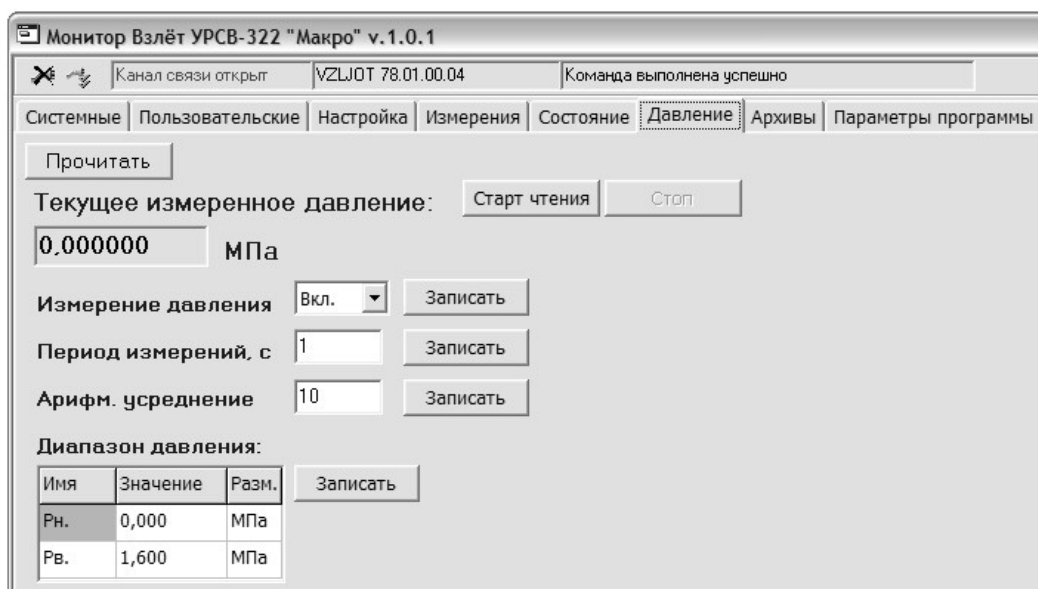 Монитор Взлёт УРСВ-322 "Макро" v.1.0.1
Канал связи открыт VZLJOT 78.01.00.04 Команда выполнена успешно
Системные Пользовательские Настройка Измерения Состояние Давление Архивы Параметры программы
Прочитать
Текущее измеренное давление: Старт чтения Стоп
0,000000 МПа
Измерение давления Вкл. Записать
Период измерений, с 1 Записать
Арифм. усреднение 10 Записать
Диапазон давления:
Имя Значение Разм. Записать
Рн. 0,000 МПа
Рв. 1,600 МПа